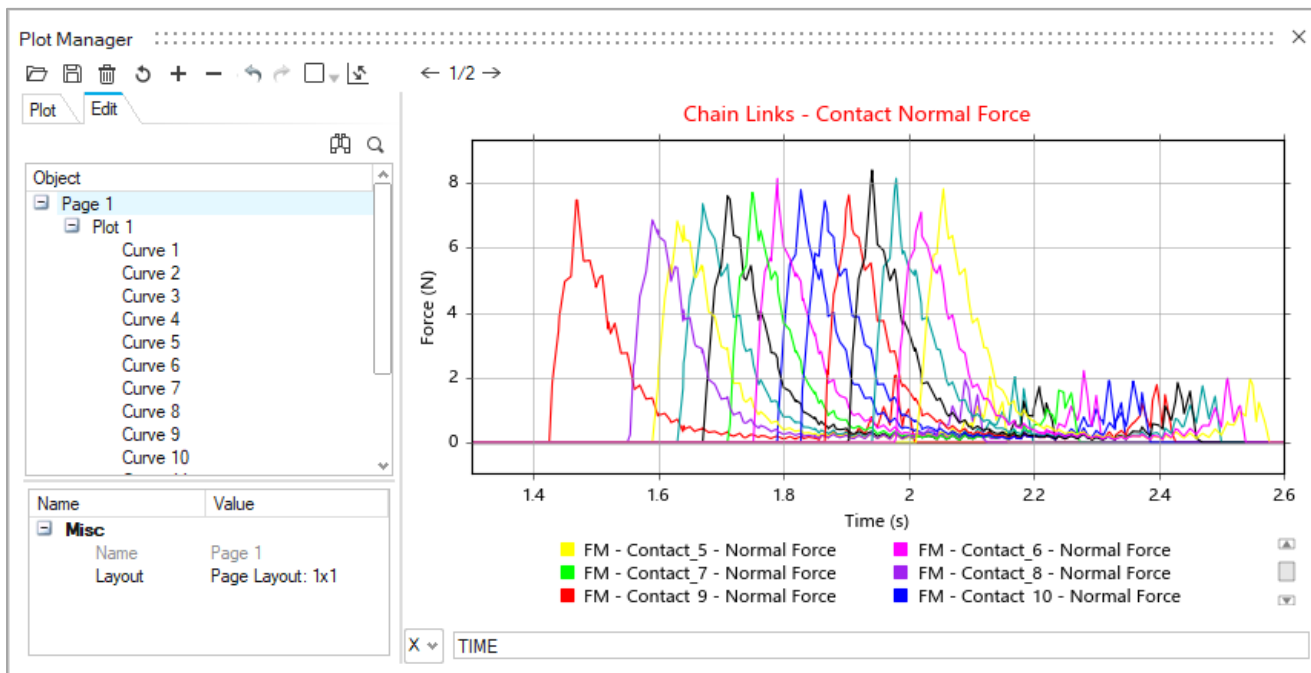 Plot Manager
← 1/2 →
Plot Edit
Object
Page 1
Plot 1
Curve 1
Curve 2
Curve 3
Curve 4
Curve 5
Curve 6
Curve 7
Curve 8
Curve 9
Curve 10
Name Value
Misc
Name Page 1
Layout Page Layout: 1x1
Chain Links - Contact Normal Force
Force (N)
8
6
4
2
0
1.4 1.6 1.8 2 2.2 2.4 2.6
Time (s)
FM - Contact_5 - Normal Force FM - Contact_6 - Normal Force
FM - Contact_7 - Normal Force FM - Contact_8 - Normal Force
FM - Contact_9 - Normal Force FM - Contact_10 - Normal Force
X TIME